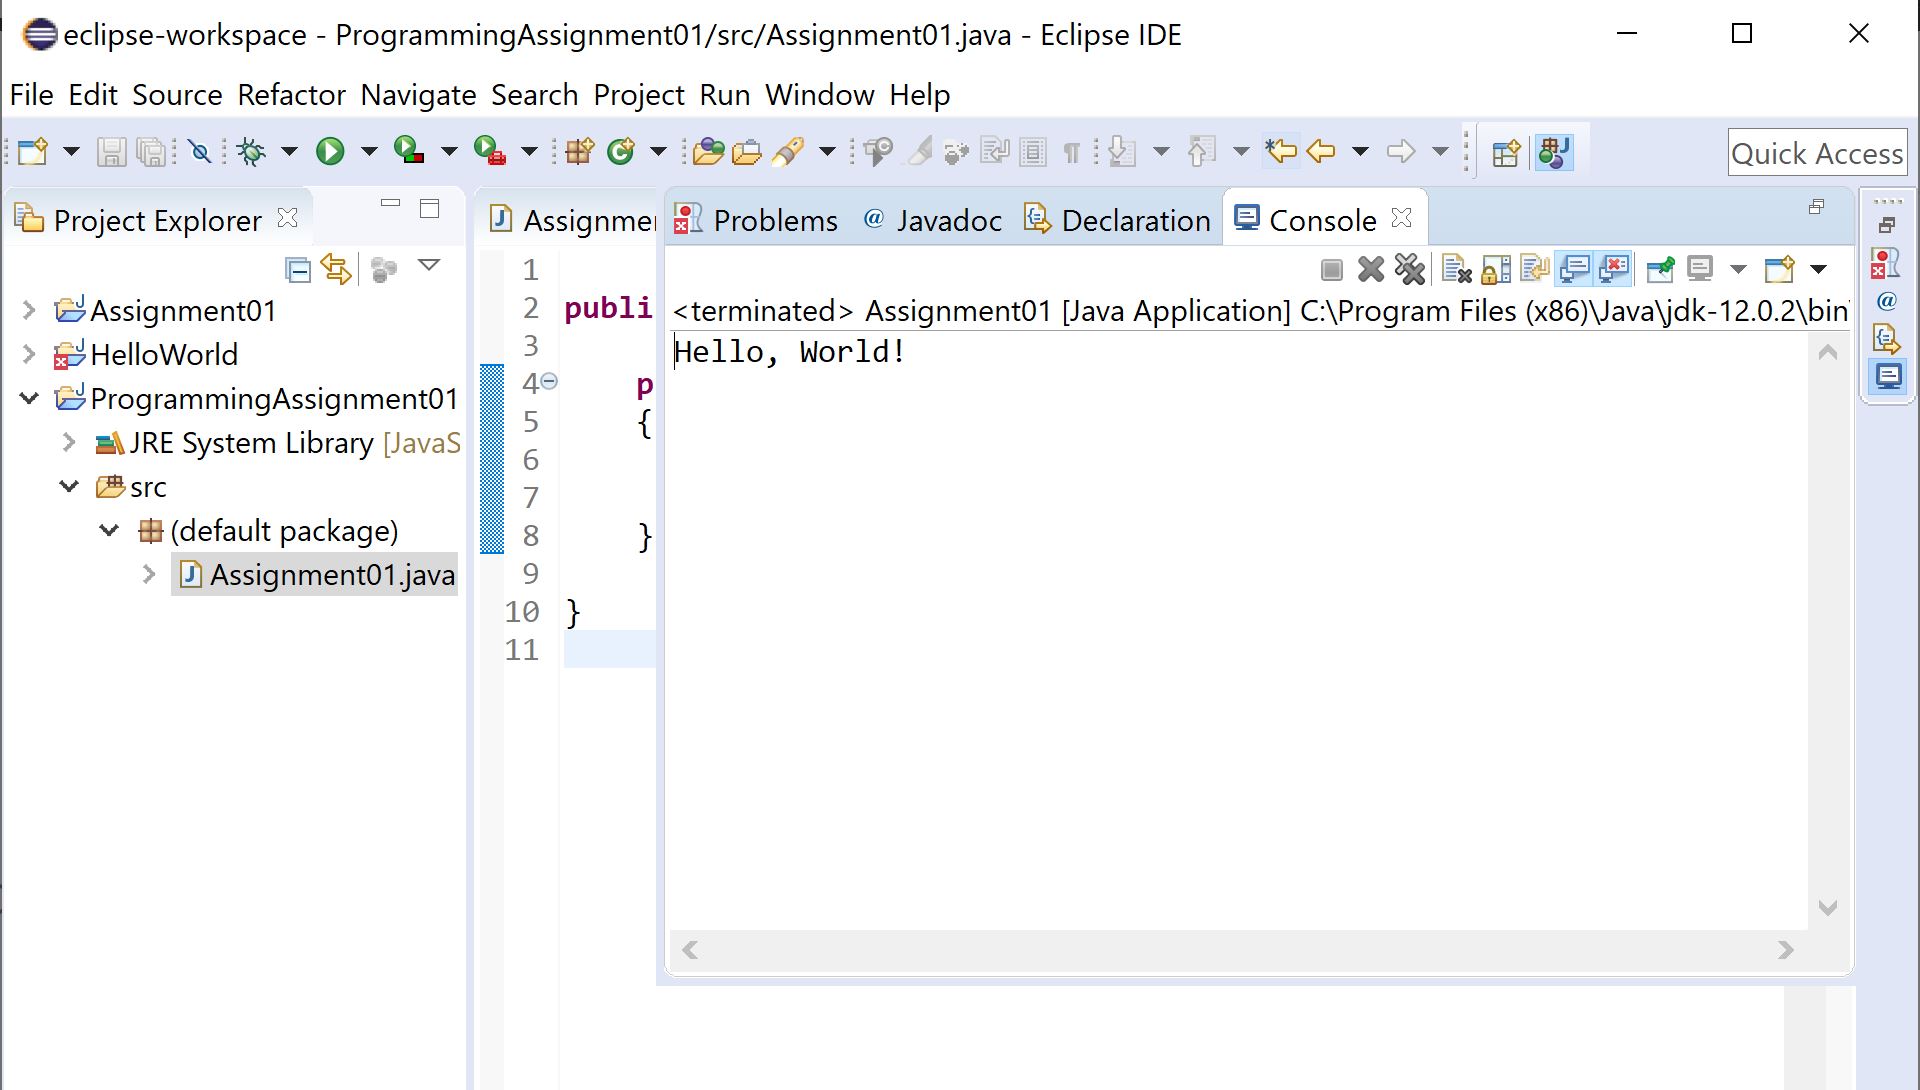 eclipse-workspace - ProgrammingAssignment01/src/Assignment01.java - Eclipse IDE
File Edit Source Refactor Navigate Search Project Run Window Help
Quick Access
Project Explorer
Assignment01
HelloWorld
ProgrammingAssignment01
JRE System Library [JavaS
src
(default package)
Assignment01.java
Assignmen
1
2 publi
3
4 p
5 {
6
7
8 }
9
10 }
11
Problems @ Javadoc Declaration Console
<terminated> Assignment01 [Java Application] C:\Program Files (x86)\Java\jdk-12.0.2\bin\
Hello, World!